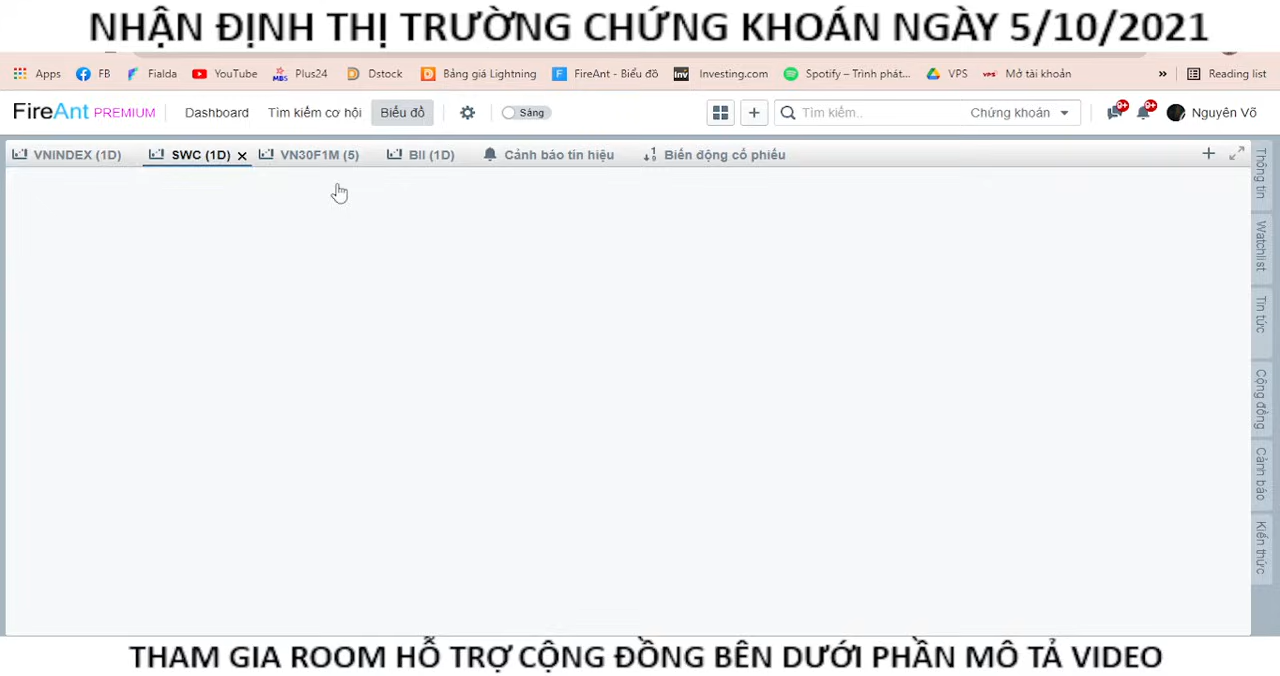 NHẬN ĐỊNH THỊ TRƯỜNG CHỨNG KHOÁN NGÀY 5/10/2021
Apps FB Fialda YouTube Plus24 Dstock Bảng giá Lightning FireAnt - Biểu đồ Investing.com Spotify – Trình phát... VPS Mở tài khoản » Reading list
FireAnt PREMIUM Dashboard Tìm kiếm cơ hội Biểu đồ Sáng Tìm kiếm.. Chứng khoán 9+ 9+ Nguyên Võ
VNINDEX (1D) SWC (1D) VN30F1M (5) BII (1D) Cảnh báo tín hiệu Biến động cổ phiếu
Thông tin
Watchlist
Tin tức
Cộng đồng
Cảnh báo
Kiến thức
THAM GIA ROOM HỖ TRỢ CỘNG ĐỒNG BÊN DƯỚI PHẦN MÔ TẢ VIDEO